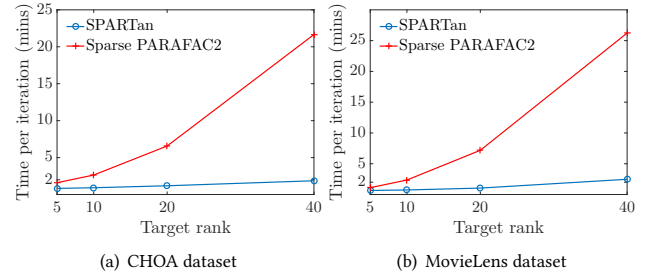 Time per iteration (mins)
25
20
15
10
5
2
SPARTan
Sparse PARAFAC2
5
10
20
40
Target rank
(a) CHOA dataset
Time per iteration (mins)
25
20
15
10
5
2
SPARTan
Sparse PARAFAC2
5
10
20
40
Target rank
(b) MovieLens dataset